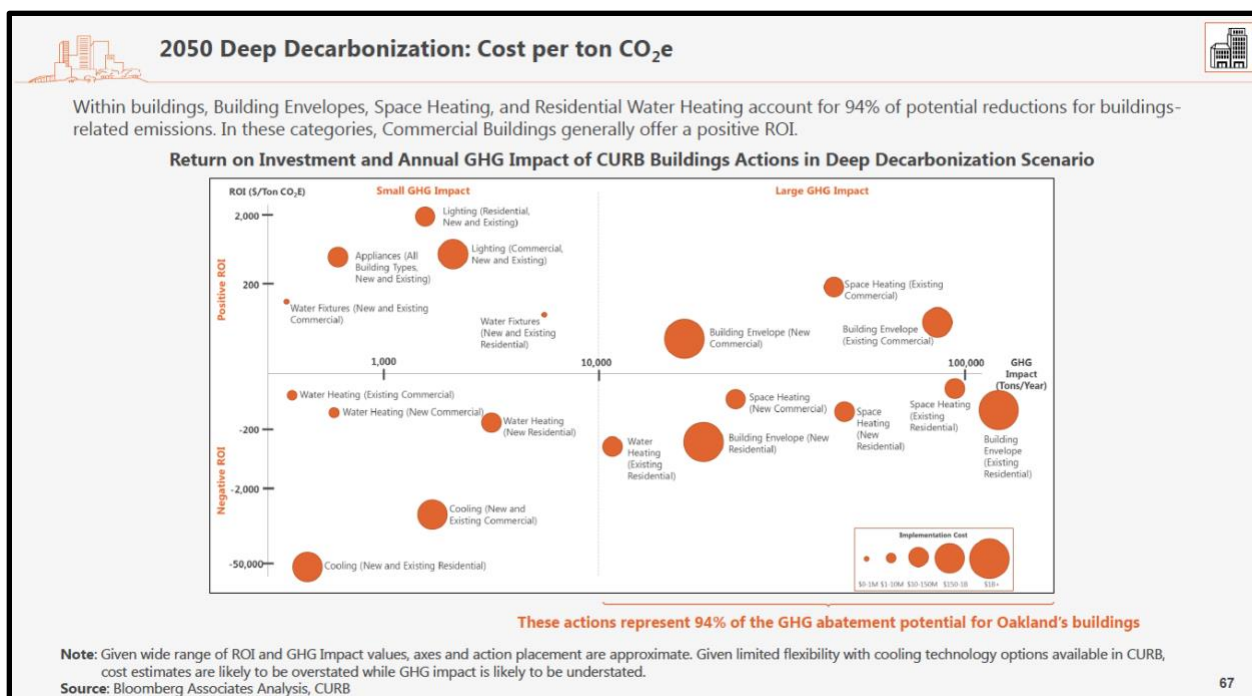 2050 Deep Decarbonization: Cost per ton CO₂e
Within buildings, Building Envelopes, Space Heating, and Residential Water Heating account for 94% of potential reductions for buildings-
related emissions. In these categories, Commercial Buildings generally offer a positive ROI.
Return on Investment and Annual GHG Impact of CURB Buildings Actions in Deep Decarbonization Scenario
ROI ($/Ton CO₂E)
Small GHG Impact
Large GHG Impact
2,000
Lighting (Residential,
New and Existing)
Appliances (All
Building Types,
New and Existing)
Lighting (Commercial,
New and Existing)
200
Positive ROI
Space Heating (Existing
Commercial)
Water Fixtures (New and Existing
Commercial)
Water Fixtures
(New and Existing
Residential)
Building Envelope (New
Commercial)
Building Envelope
(Existing Commercial)
1,000
10,000
100,000
GHG
Impact
(Tons/Year)
Water Heating (Existing Commercial)
Water Heating (New Commercial)
Water Heating
(New Residential)
Space Heating
(New Commercial)
Space
Heating
(New
Residential)
Space Heating
(Existing
Residential)
-200
Building Envelope (New
Residential)
Water
Heating
(Existing
Residential)
Building
Envelope
(Existing
Residential)
Negative ROI
-2,000
Cooling (New and
Existing Commercial)
-50,000
Cooling (New and Existing Residential)
Implementation Cost
$0-1M
$1-10M
$10-150M
$150-1B
$1B+
These actions represent 94% of the GHG abatement potential for Oakland's buildings
Note: Given wide range of ROI and GHG Impact values, axes and action placement are approximate. Given limited flexibility with cooling technology options available in CURB,
cost estimates are likely to be overstated while GHG impact is likely to be understated.
Source: Bloomberg Associates Analysis, CURB
67